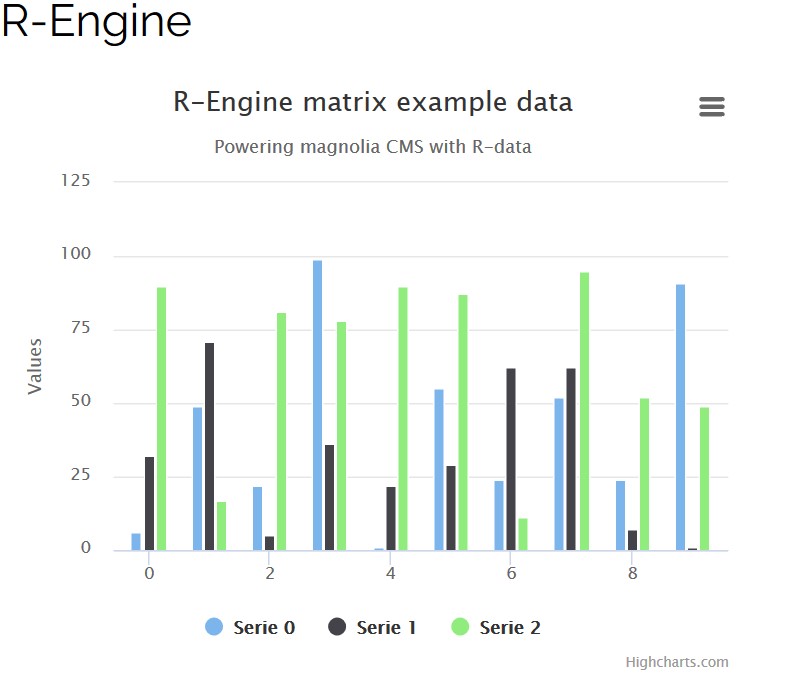 R-Engine
R-Engine matrix example data
Powering magnolia CMS with R-data
125
100
75
50
25
0
Values
0 2 4 6 8
Serie 0 Serie 1 Serie 2
Highcharts.com